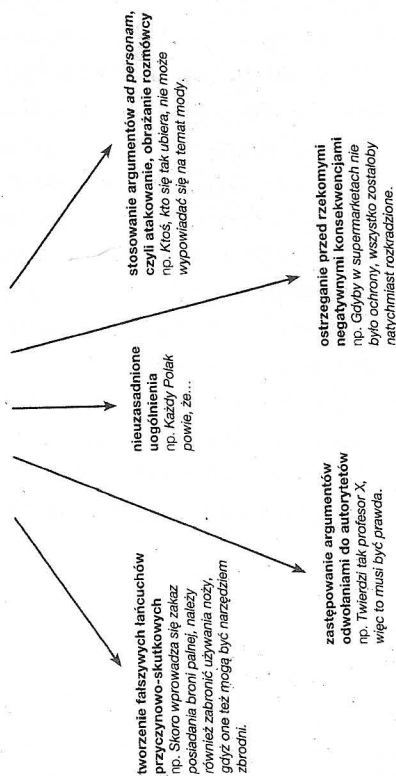 tworzenie fałszywych łańcuchów
przyczynowo-skutkowych
np. Skoro wprowadza się zakaz
posiadania broni palnej, należy
również zabronić używania noży,
gdyż one też mogą być narzędziem
zbrodni.
zastępowanie argumentów
odwołaniami do autorytetów
np. Twierdzi tak profesor X,
więc to musi być prawda.
nieuzasadnione
uogólnienia
np. Każdy Polak
powie, że...
ostrzeganie przed rzekomymi
negatywnymi konsekwencjami
np. Gdyby w supermarketach nie
było ochrony, wszystko zostałoby
natychmiast rozkradzione.
stosowanie argumentów ad personam,
czyli atakowanie, obrażanie rozmówcy
np. Ktoś, kto się tak ubiera, nie może
wypowiadać się na temat mody.